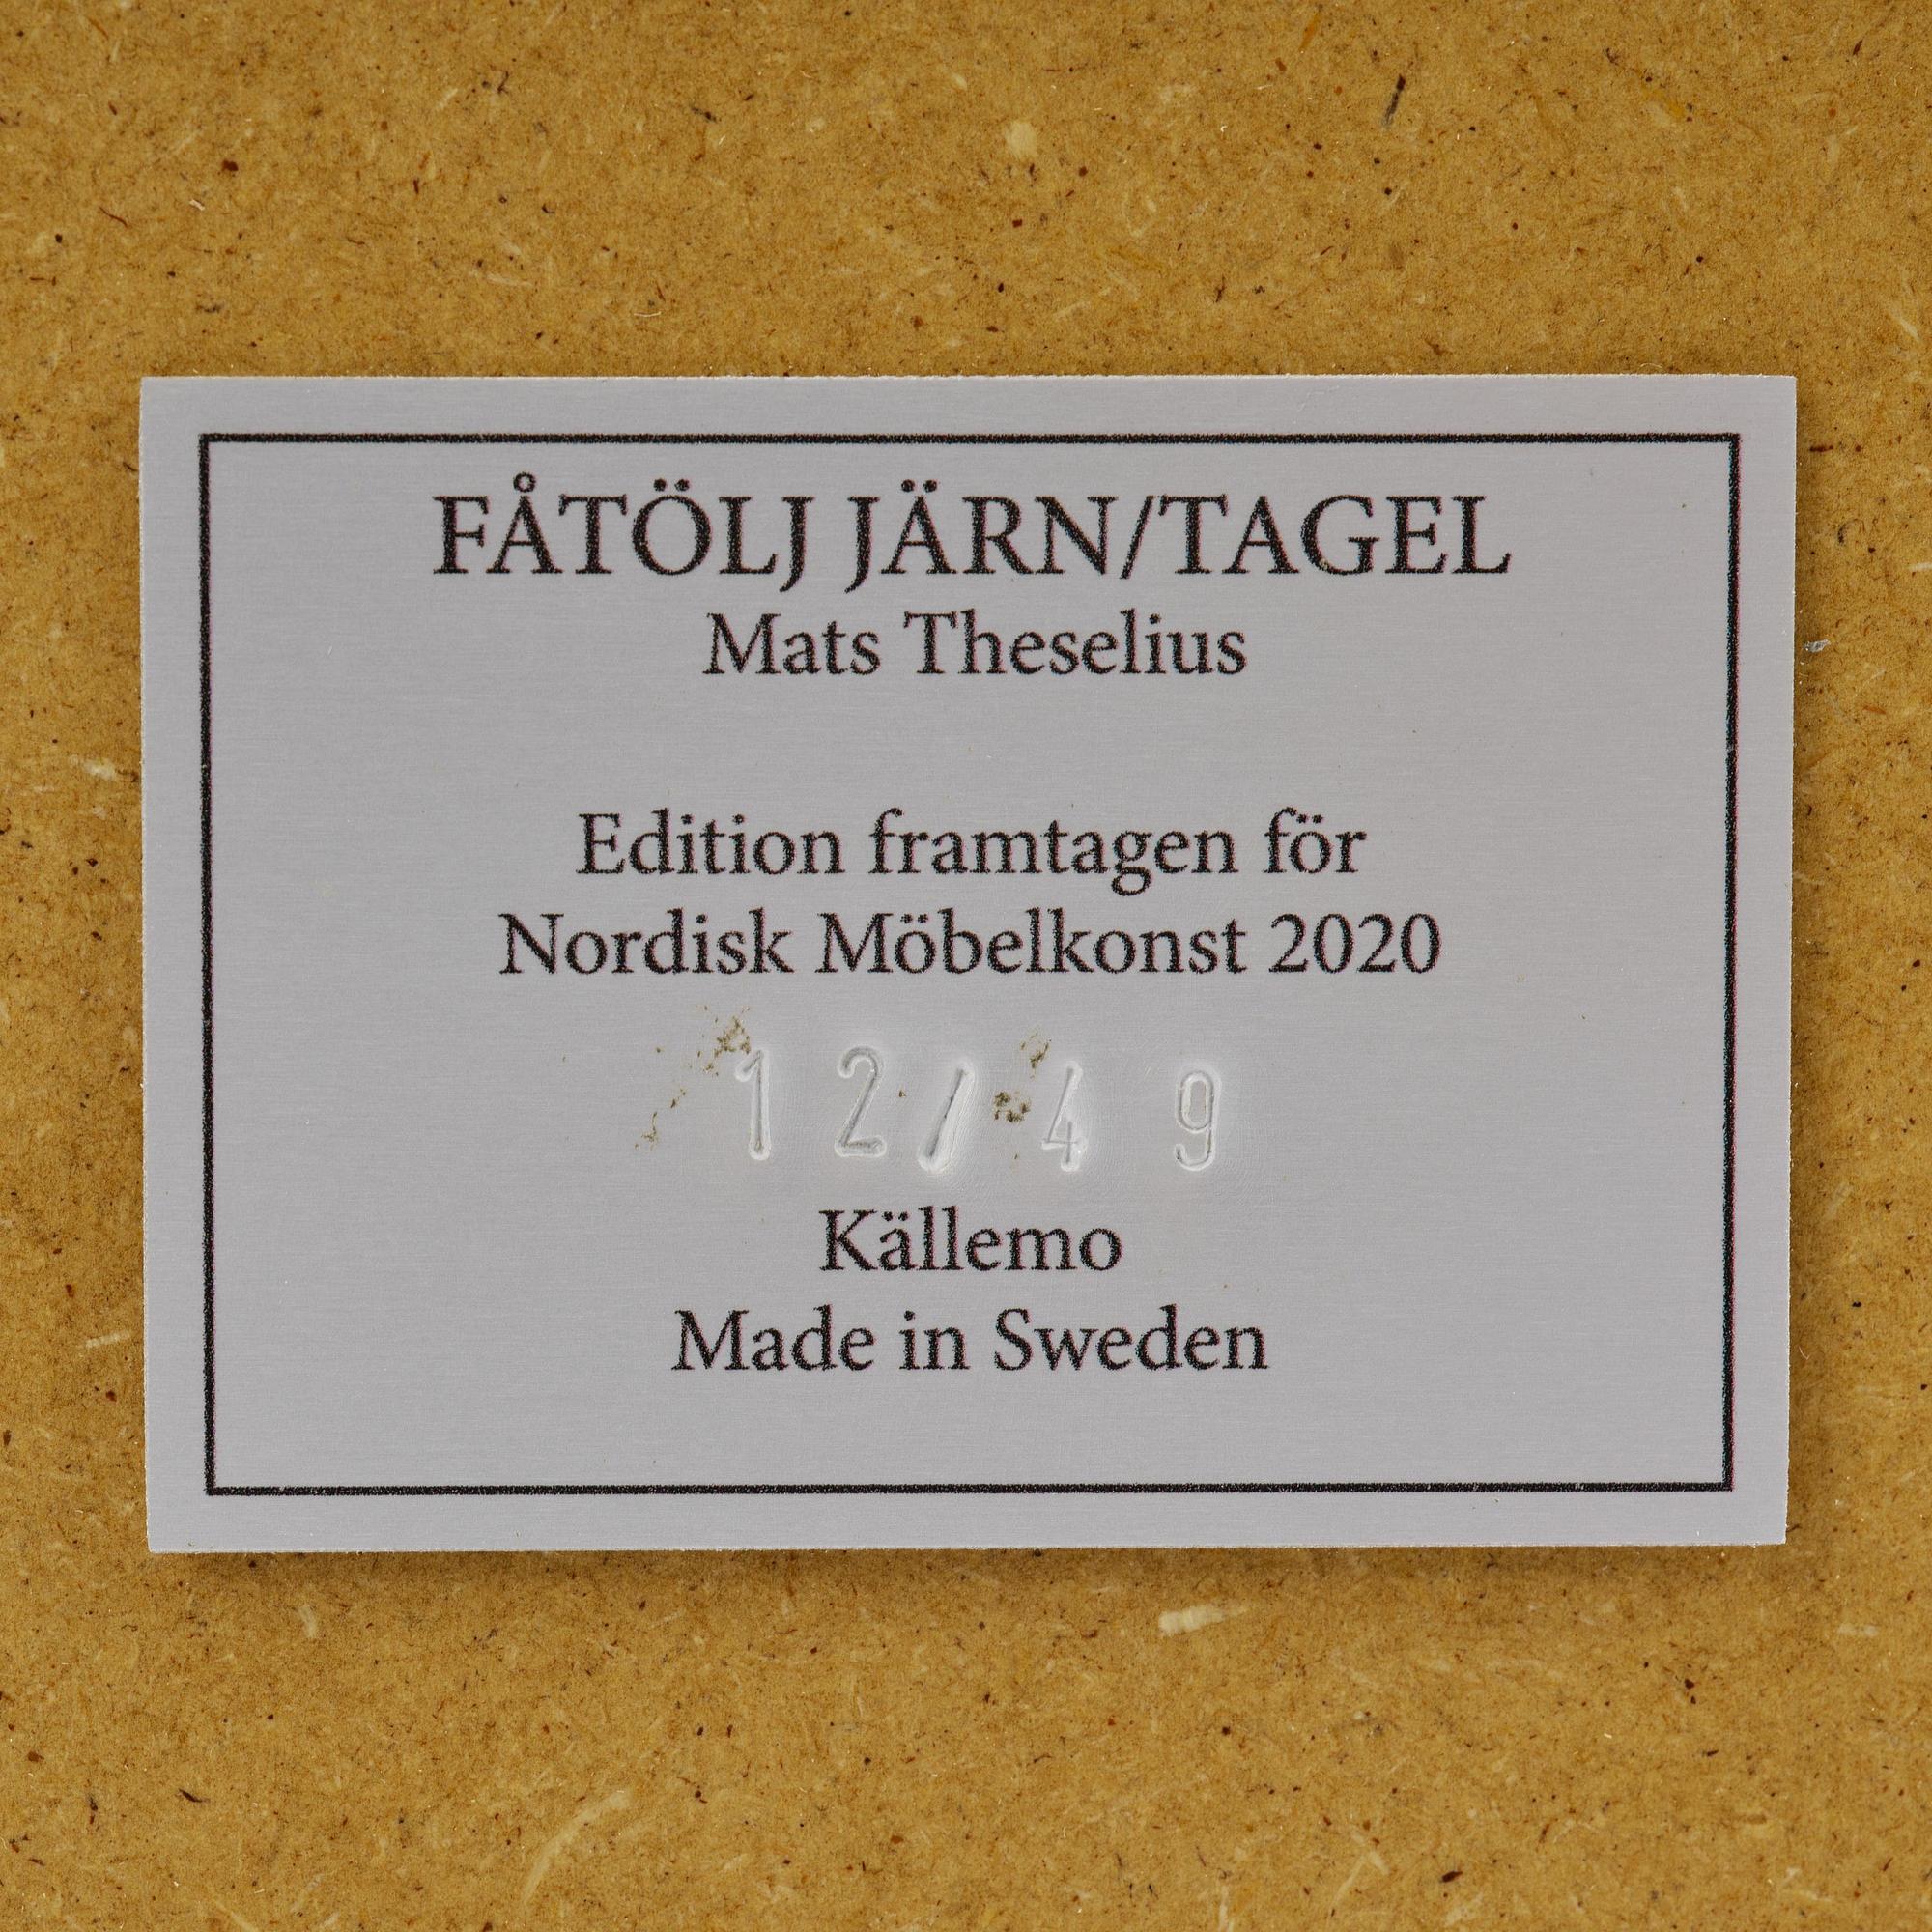 FÅTÖLJ JÄRN/TAGEL
Mats Theselius
Edition framtagen för
Nordisk Möbelkonst 2020
12/49
Källemo
Made in Sweden